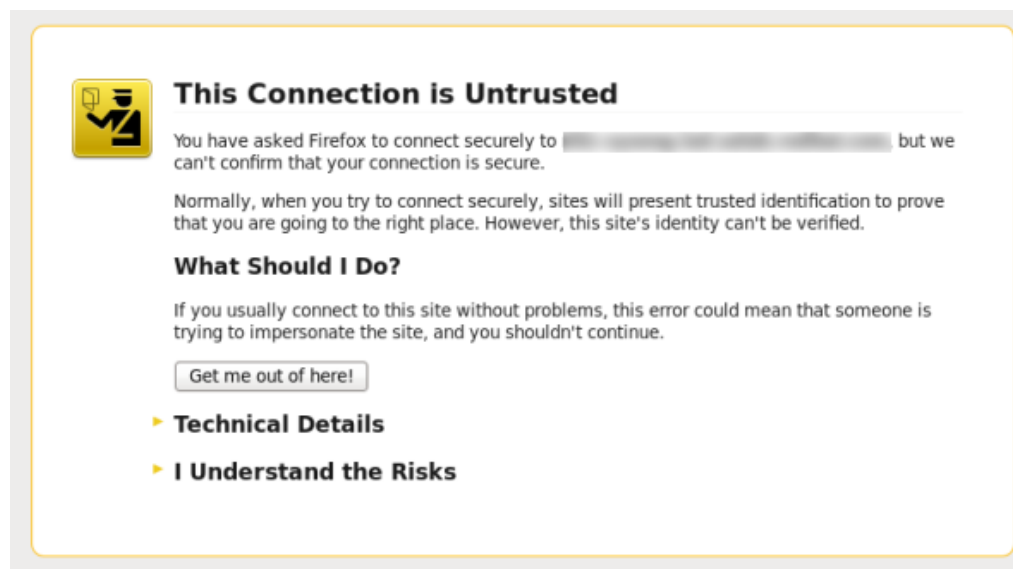 This Connection is Untrusted
You have asked Firefox to connect securely to , but we
can't confirm that your connection is secure.
Normally, when you try to connect securely, sites will present trusted identification to prove
that you are going to the right place. However, this site's identity can't be verified.
What Should I Do?
If you usually connect to this site without problems, this error could mean that someone is
trying to impersonate the site, and you shouldn't continue.
Get me out of here!
Technical Details
I Understand the Risks